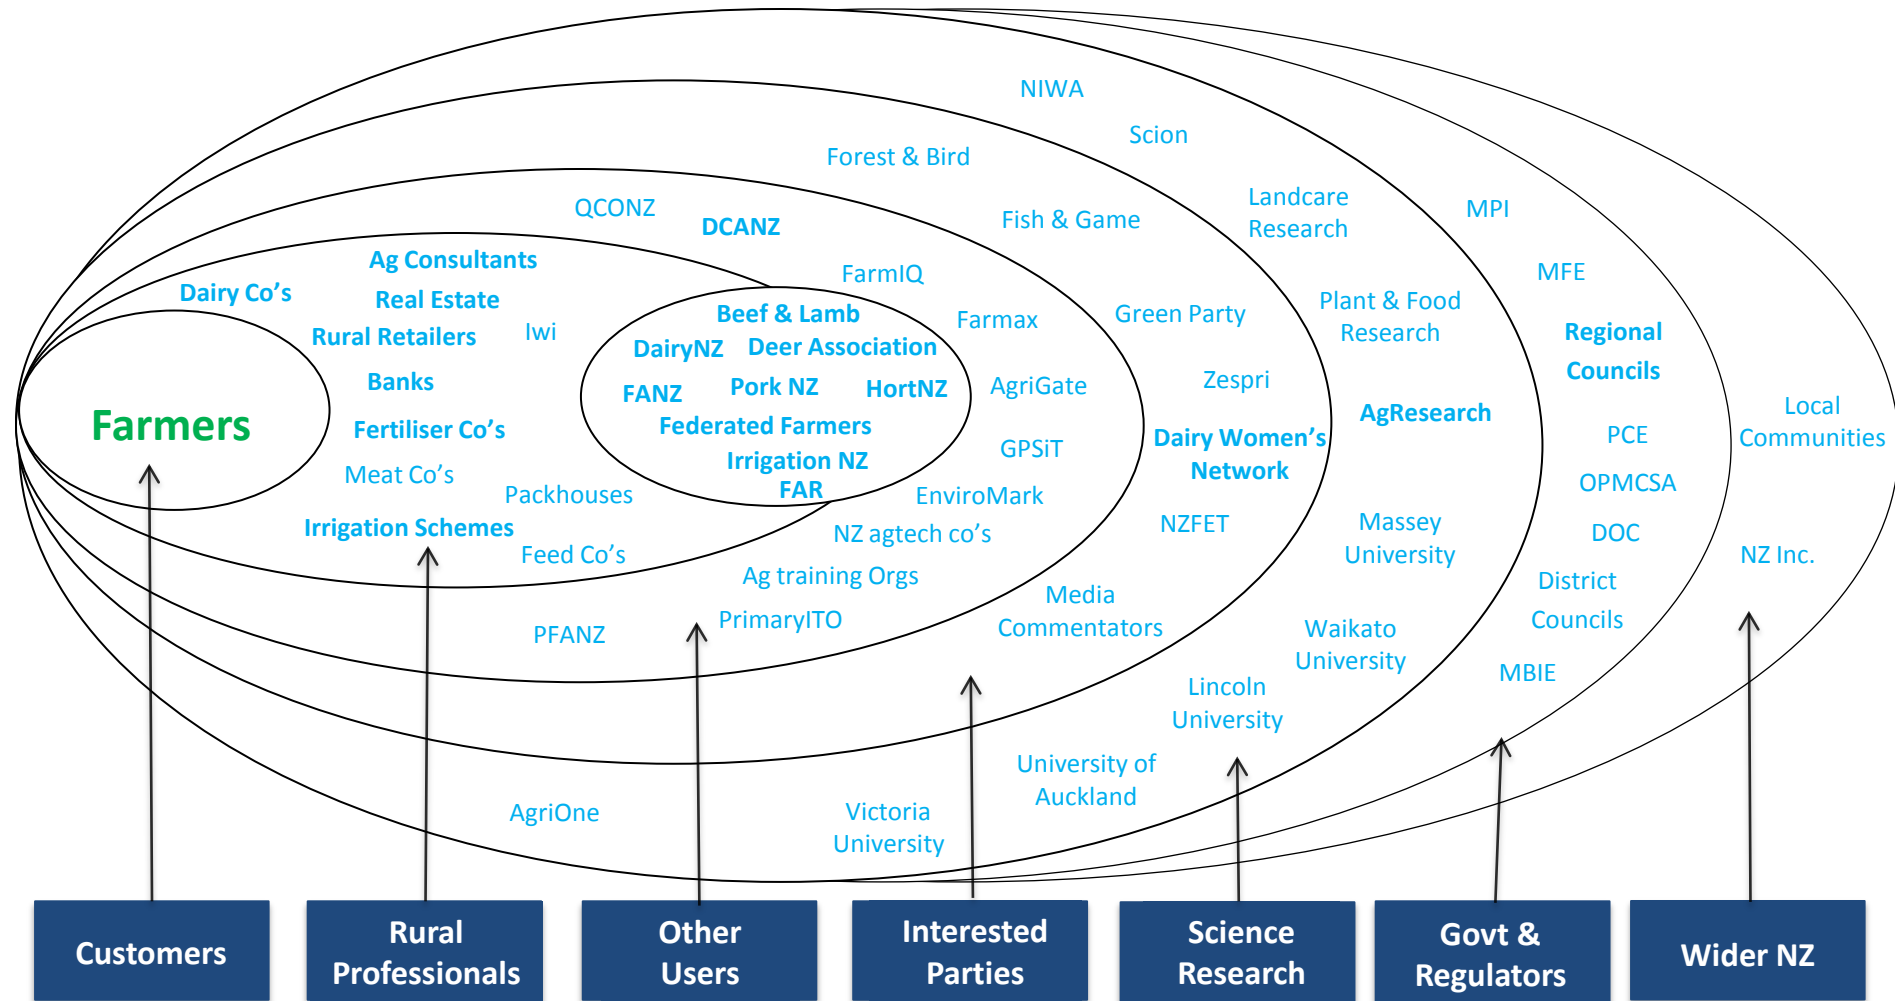 NIWA
Scion
Forest & Bird
Landcare
Research
QCONZ
DCANZ
Fish & Game
MPI
Ag Consultants
FarmIQ
MFE
Dairy Co's
Real Estate
Beef & Lamb
Farmax
Green Party
Plant & Food
Research
Rural Retailers
Iwi
DairyNZ
Deer Association
Regional
Councils
Banks
FANZ
Pork NZ
HortNZ
AgriGate
Zespri
Farmers
Fertiliser Co's
Federated Farmers
AgResearch
Local
Communities
Meat Co's
Irrigation NZ
GPSiT
Dairy Women's
Network
PCE
Packhouses
FAR
EnviroMark
OPMCSA
Irrigation Schemes
NZ agtech co's
NZFET
Massey
University
DOC
Feed Co's
NZ Inc.
Ag training Orgs
District
Councils
PFANZ
PrimaryITO
Media
Commentators
Waikato
University
MBIE
Lincoln
University
University of
Auckland
AgriOne
Victoria
University
Customers
Rural
Professionals
Other
Users
Interested
Parties
Science
Research
Govt &
Regulators
Wider NZ